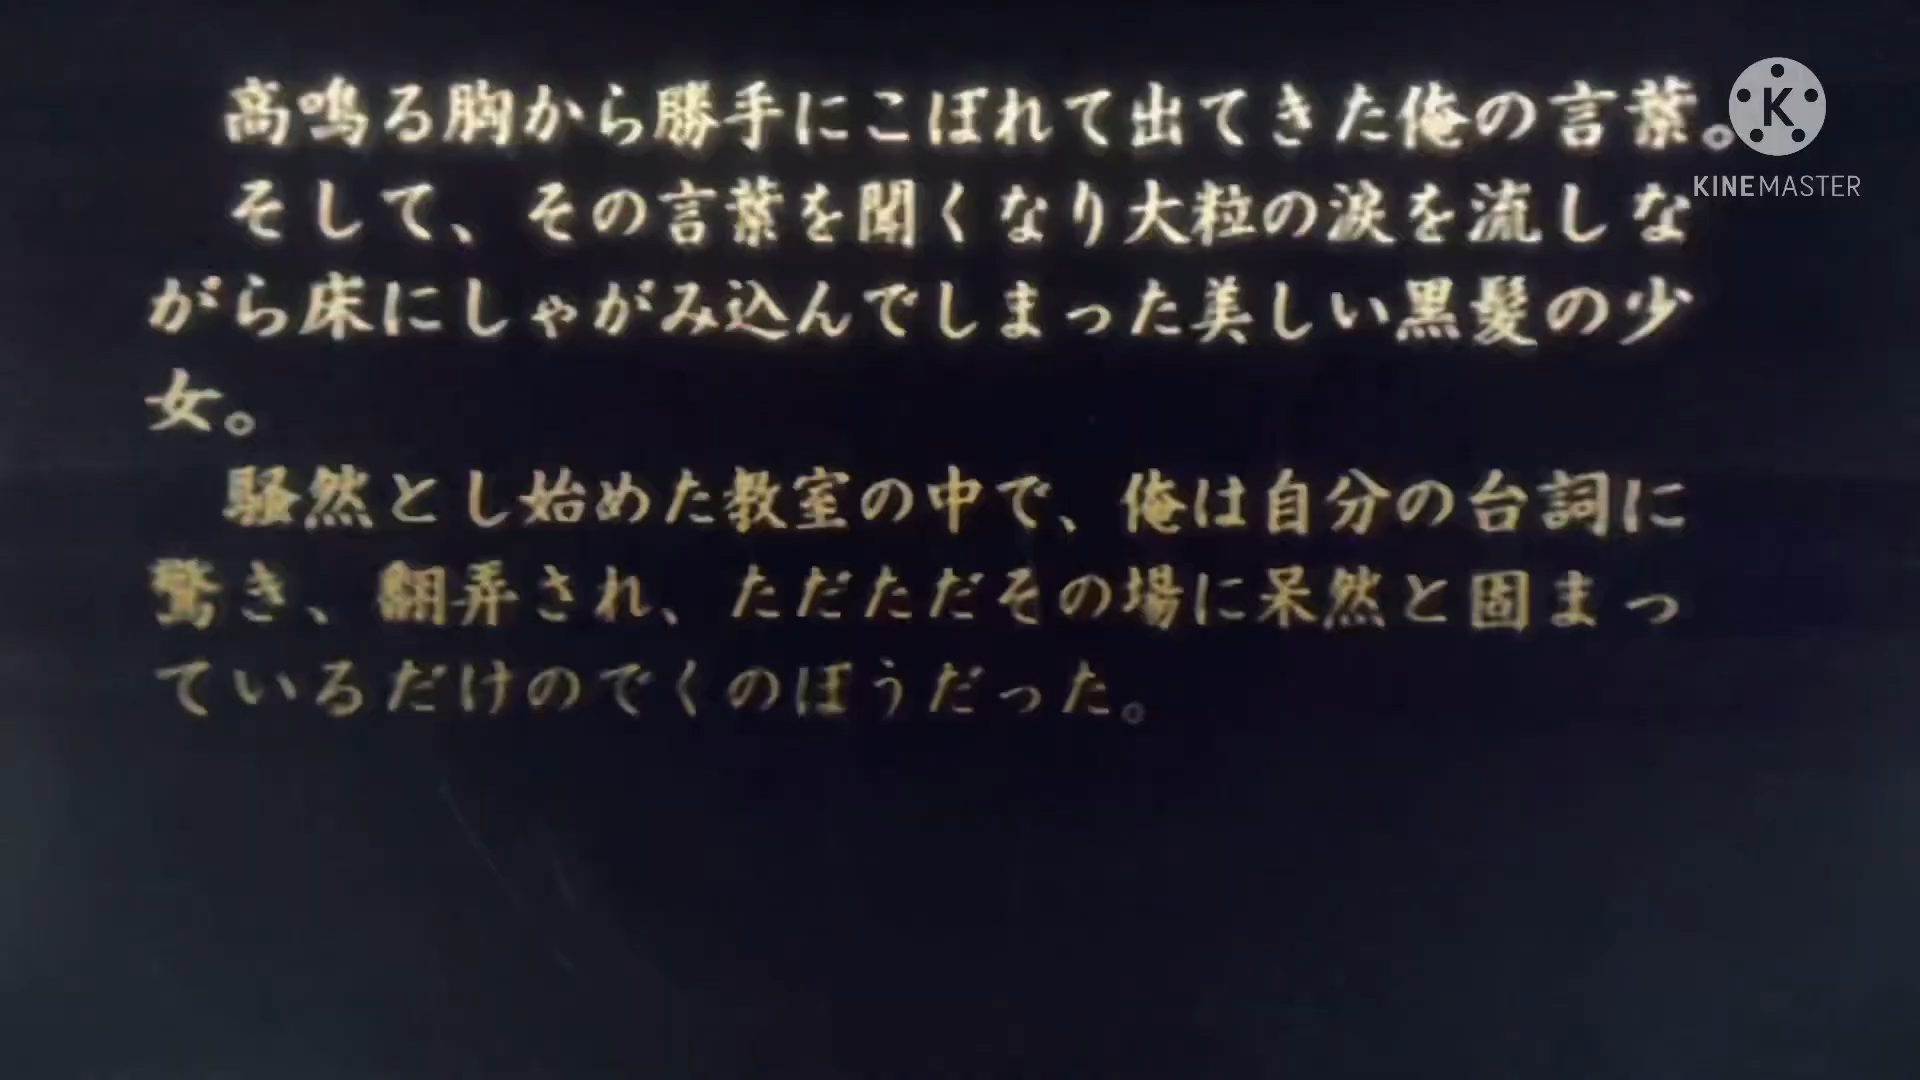 高鳴る胸から勝手にこぼれて出てきた俺の言葉。
そして、その言葉を聞くなり大粒の涙を流しな
がら床にしゃがみ込んでしまった美しい黒髪の少
女。
騒然とし始めた教室の中で、俺は自分の台詞に
驚き、翻弄され、ただただその場に呆然と固まっ
ているだけのでくのぼうだった。
K
KINEMASTER